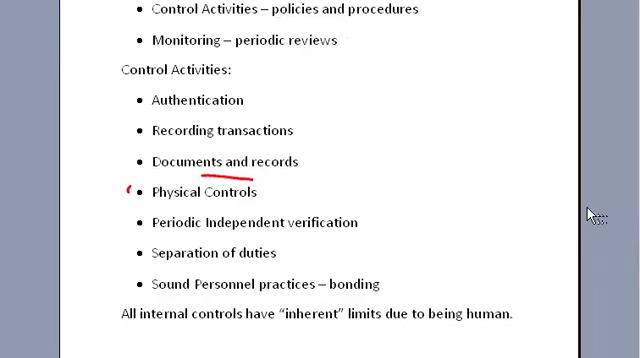 • Control Activities – policies and procedures
• Monitoring – periodic reviews
Control Activities:
• Authentication
• Recording transactions
• Documents and records
• Physical Controls
• Periodic Independent verification
• Separation of duties
• Sound Personnel practices – bonding
All internal controls have “inherent” limits due to being human.